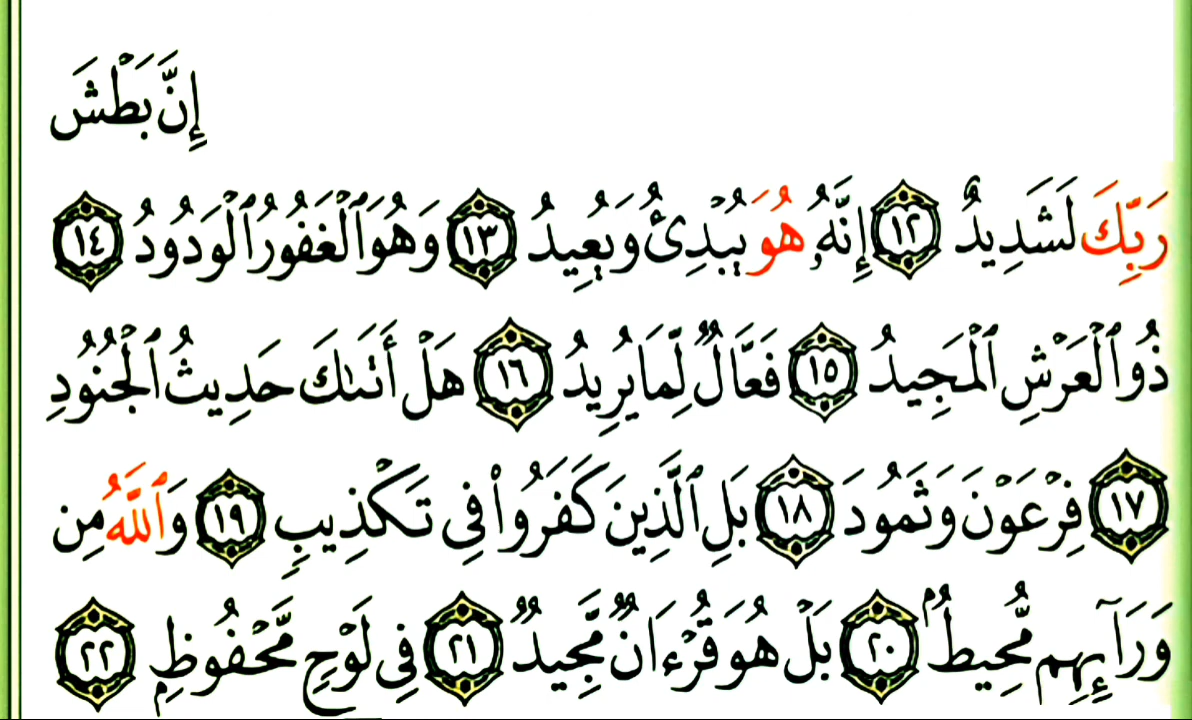 إِنَّ بَطْشَ
رَبِّكَ لَشَدِيدٌ ١٢ إِنَّهُۥ هُوَ يُبْدِئُ وَيُعِيدُ ١٣ وَهُوَ ٱلْغَفُورُ ٱلْوَدُودُ ١٤
ذُو ٱلْعَرْشِ ٱلْمَجِيدُ ١٥ فَعَّالٌ لِّمَا يُرِيدُ ١٦ هَلْ أَتَىٰكَ حَدِيثُ ٱلْجُنُودِ
١٧ فِرْعَوْنَ وَثَمُودَ ١٨ بَلِ ٱلَّذِينَ كَفَرُوا۟ فِى تَكْذِيبٍ ١٩ وَٱللَّهُ مِن
وَرَآئِهِم مُّحِيطٌۢ ٢٠ بَلْ هُوَ قُرْءَانٌ مَّجِيدٌ ٢١ فِى لَوْحٍ مَّحْفُوظٍۭ ٢٢